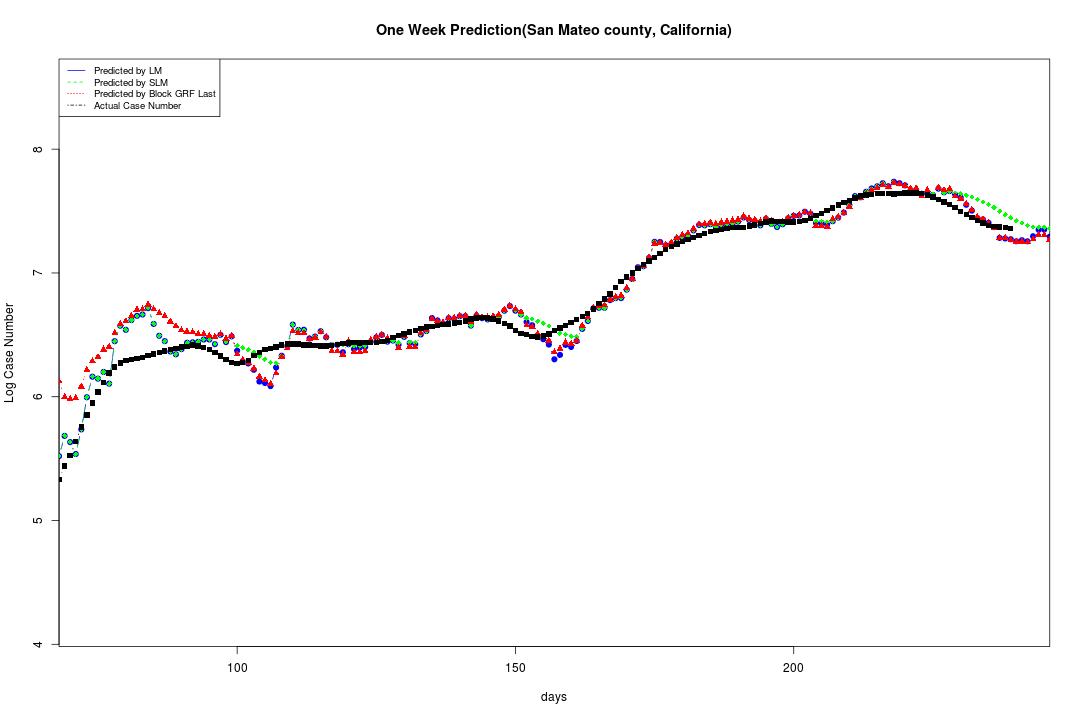 One Week Prediction(San Mateo county, California)
Predicted by LM
Predicted by SLM
Predicted by Block GRF Last
Actual Case Number
8
7
6
5
4
Log Case Number
100 150 200
days